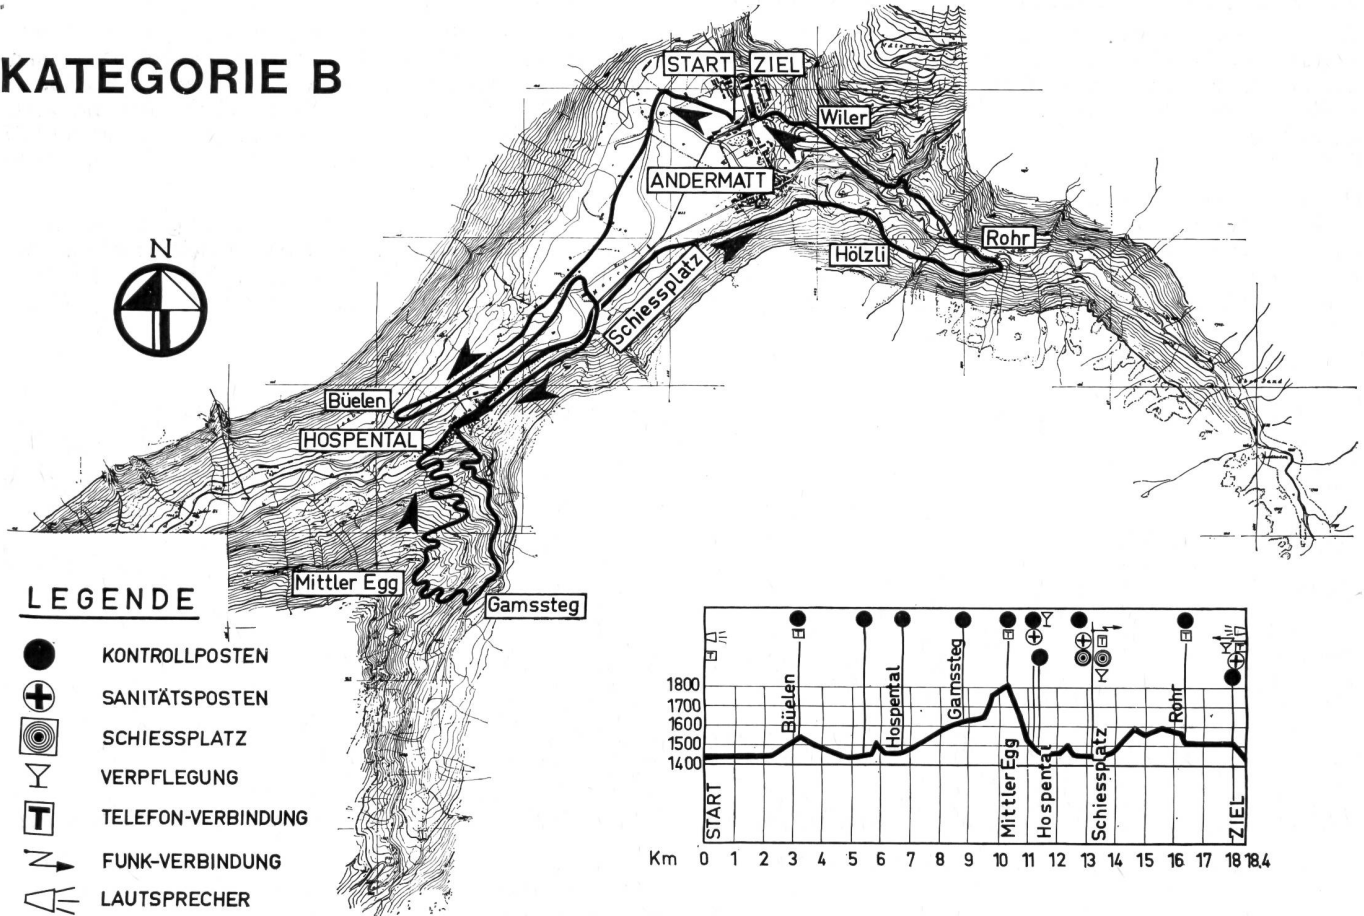 KATEGORIE B
START
ZIEL
Wiler
ANDERMATT
Rohr
Hölzli
Schiessplatz
N
Büelen
HOSPENTAL
Mittler Egg
Gamssteg
LEGENDE
KONTROLLPOSTEN
SANITÄTSPOSTEN
SCHIESSPLATZ
VERPFLEGUNG
T TELEFON-VERBINDUNG
FUNK-VERBINDUNG
LAUTSPRECHER
1800
1700
1600
1500
1400
START
Büelen
Hospental
Gamssteg
Mittler Egg
Hospental
Schiessplatz
Rohr
ZIEL
Km 0 1 2 3 4 5 6 7 8 9 10 11 12 13 14 15 16 17 18 18,4